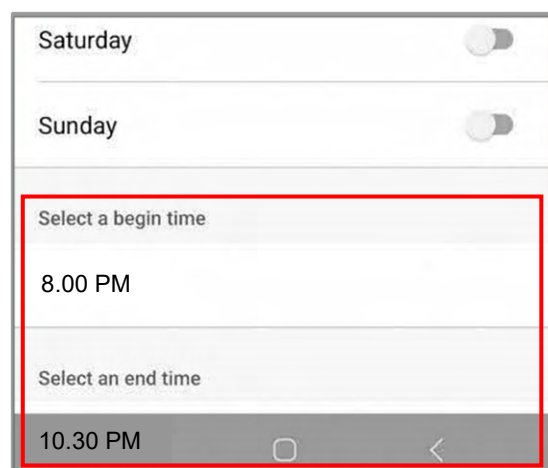 Saturday
Sunday
Select a begin time
8.00 PM
Select an end time
10.30 PM